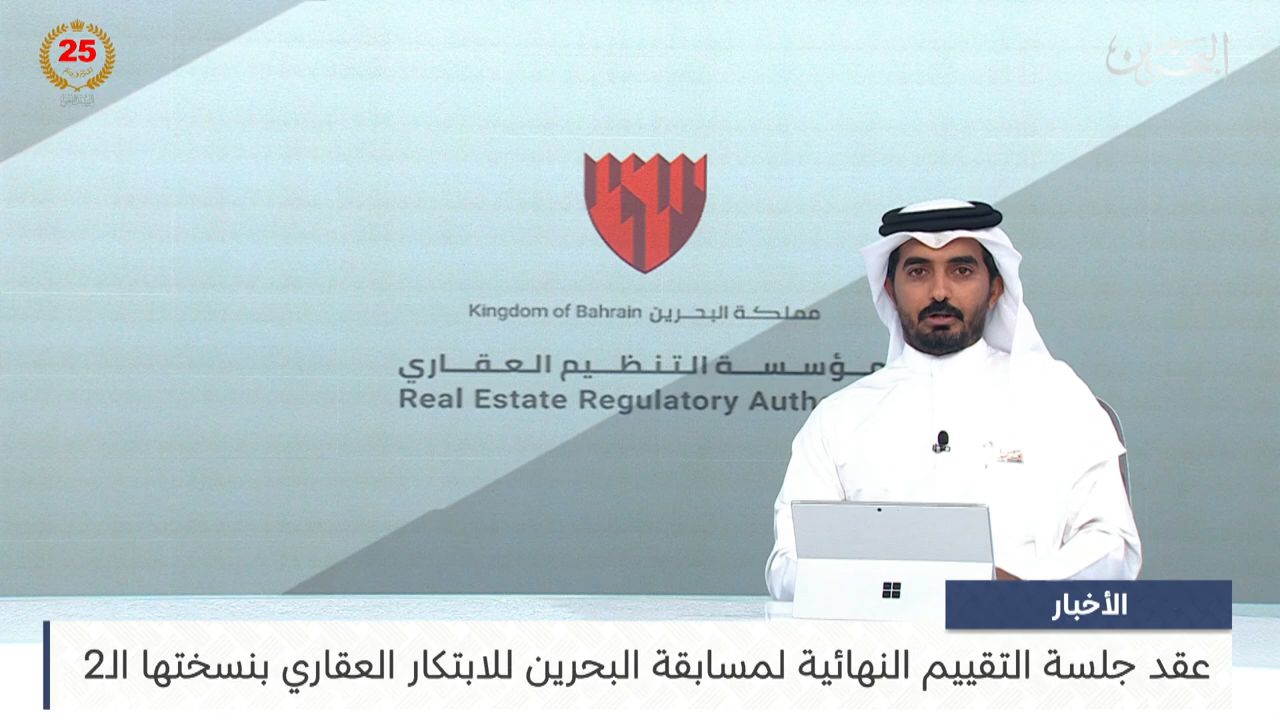 25
البحرين
Kingdom of Bahrain مملكة البحرين
مؤسسة التنظيم العقاري
Real Estate Regulatory Auth
الأخبار
عقد جلسة التقييم النهائية لمسابقة البحرين للابتكار العقاري بنسختها الـ2